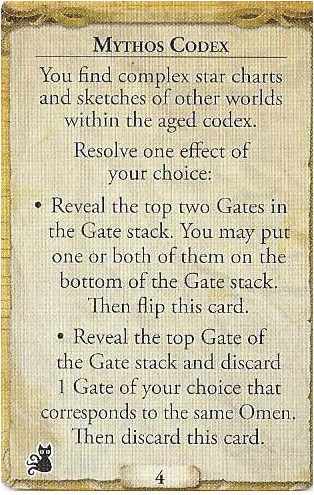 Mythos Codex
You find complex star charts
and sketches of other worlds
within the aged codex.
Resolve one effect of
your choice:
• Reveal the top two Gates in
the Gate stack. You may put
one or both of them on the
bottom of the Gate stack.
Then flip this card.
• Reveal the top Gate of
the Gate stack and discard
1 Gate of your choice that
corresponds to the same Omen.
Then discard this card.
4